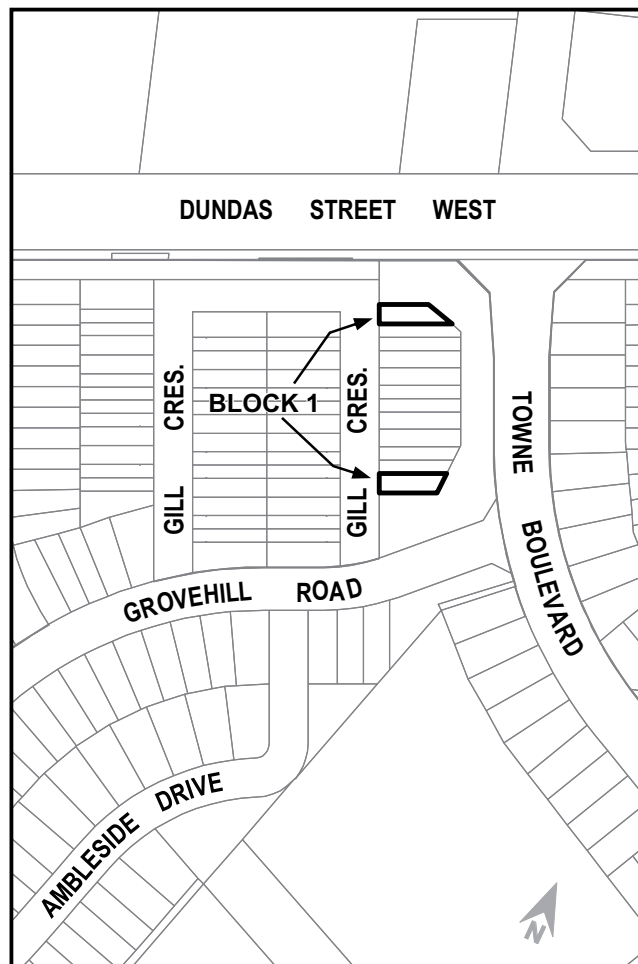 DUNDAS STREET WEST
GILL CRES.
BLOCK 1
GILL CRES.
TOWNE BOULEVARD
GROVEHILL ROAD
AMBLESIDE DRIVE
N